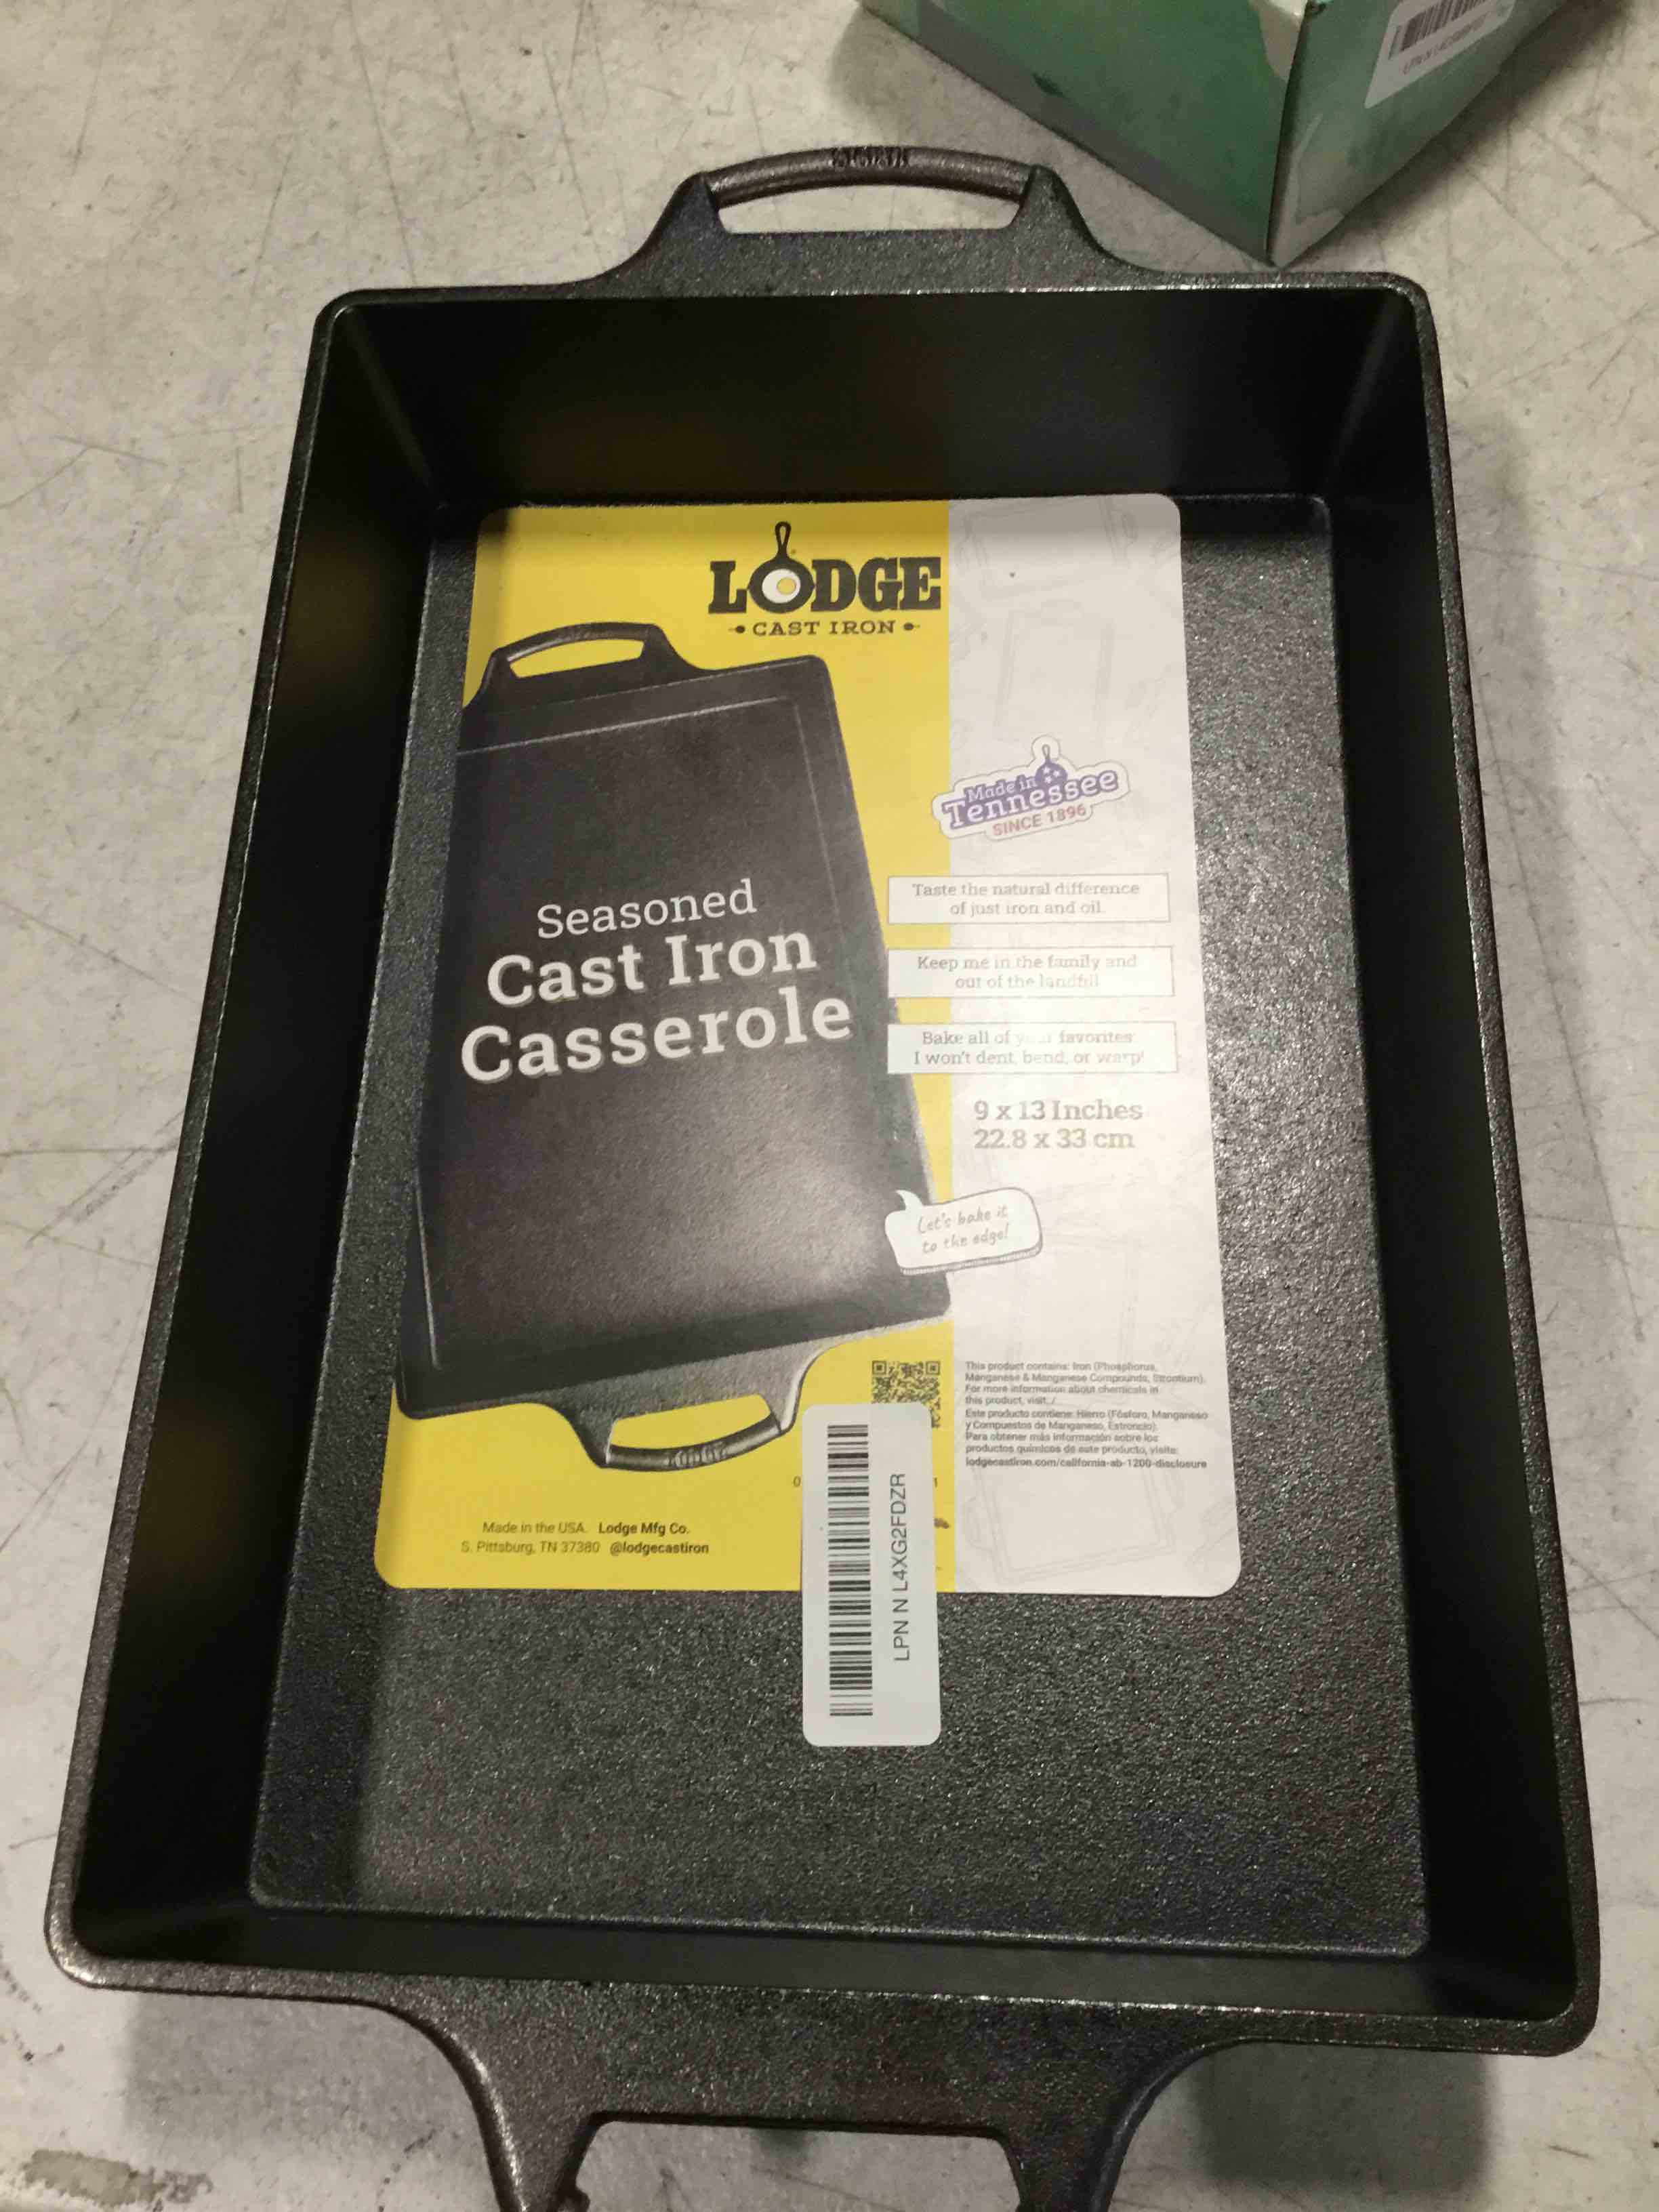 LODGE
CAST IRON
Made in
Tennessee
SINCE 1896
Seasoned
Cast Iron
Casserole
Taste the natural difference
of just iron and oil.
Keep me in the family and
out of the landfill
Bake all of favorites
I won't dent, bend, or warp!
9 x 13 Inches
22.8 x 33 cm
Let's bake it
to the edge!
This product contains: Iron (Phosphorus,
Manganese & Manganese Compounds, Strontium).
For more information about chemicals in
this product, visit:
Este producto contiene: Hierro (Fósforo, Manganeso
y Compuestos de Manganeso, Estroncio).
Para obtener más información sobre los
productos químicos de este producto, visite:
lodgecastiron.com/california-ab-1200-disclosure
Made in the USA. Lodge Mfg Co.
S. Pittsburg, TN 37380 @lodgecastiron
LPN N L4XG2FDZR